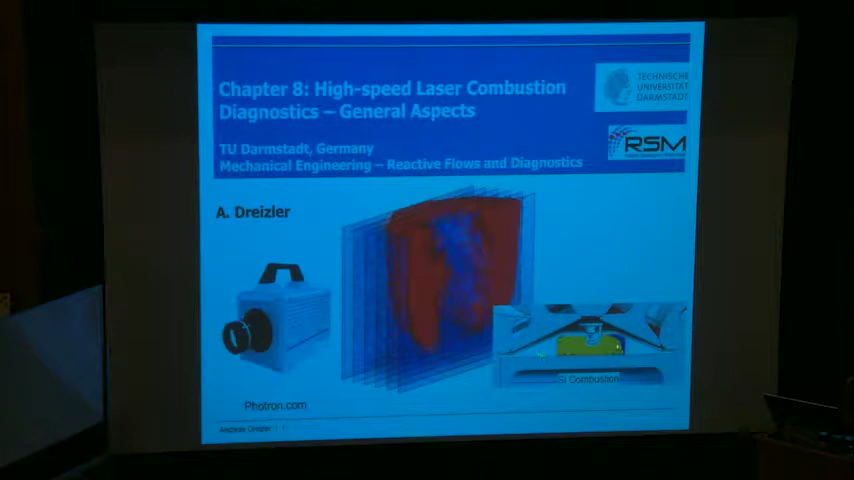 Chapter 8: High-speed Laser Combustion
Diagnostics – General Aspects
TECHNISCHE
UNIVERSITÄT
DARMSTADT
TU Darmstadt, Germany
Mechanical Engineering – Reactive Flows and Diagnostics
RSM
A. Dreizler
SI Combustion
Photron.com
Andreas Dreizler | 1